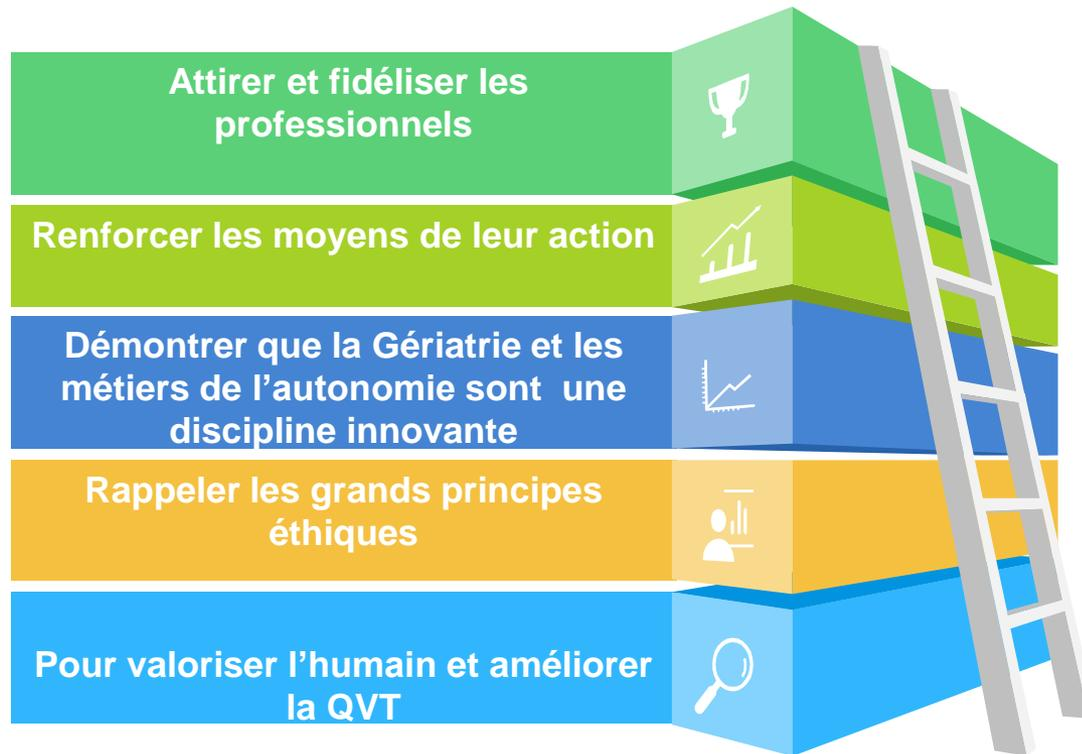 Attirer et fidéliser les
professionnels
Renforcer les moyens de leur action
Démontrer que la Gériatrie et les
métiers de l’autonomie sont  une
discipline innovante
Rappeler les grands principes
éthiques
Pour valoriser l’humain et améliorer
la QVT